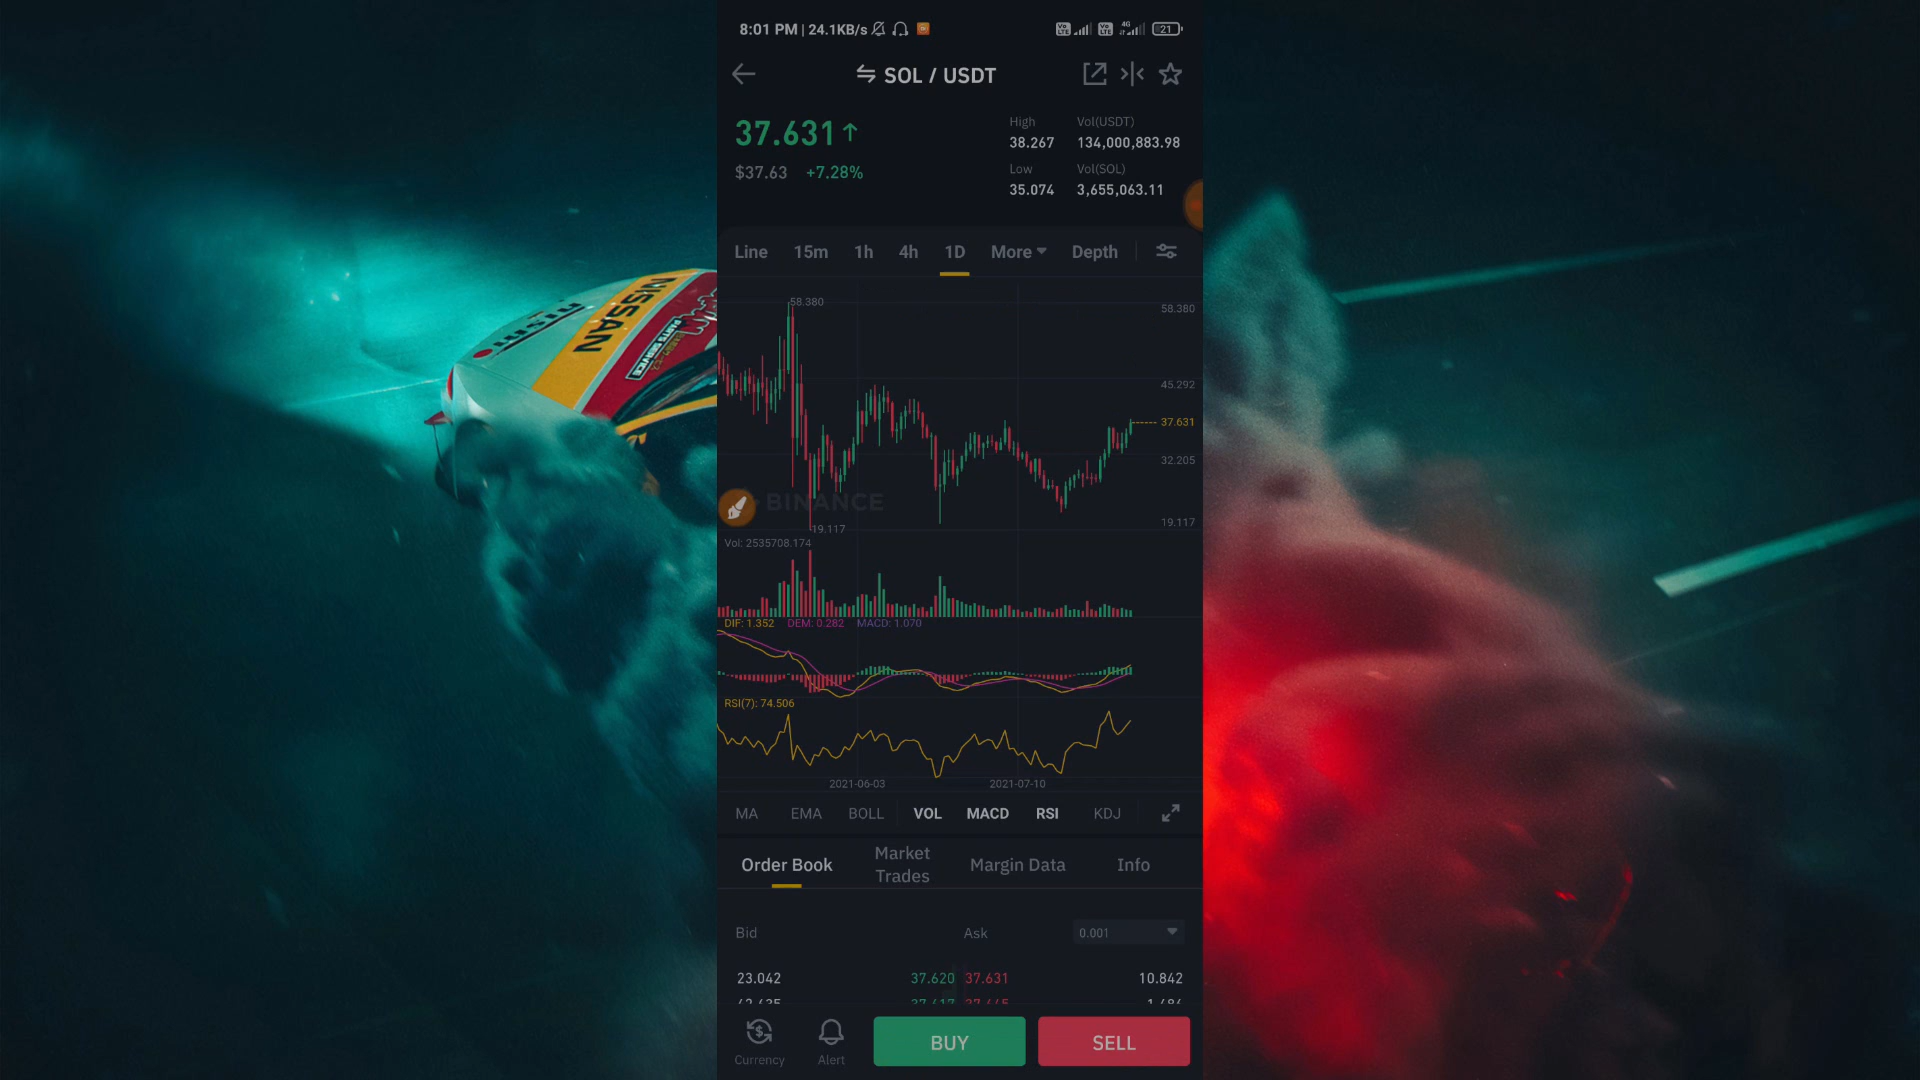 8:01 PM | 24.1KB/s
4G
21
SOL / USDT
37.631
$37.63 +7.28%
High
38.267
Low
35.074
Vol(USDT)
134,000,883.98
Vol(SOL)
3,655,063.11
Line 15m 1h 4h 1D More Depth
58.380
58.380
45.292
37.631
32.205
19.117
BINANCE
19.117
Vol: 2535708.174
DIF: 1.352 DEM: 0.282 MACD: 1.070
RSI(7): 74.506
2021-06-03 2021-07-10
MA EMA BOLL VOL MACD RSI KDJ
Order Book Market Trades Margin Data Info
Bid Ask 0.001
23.042 37.620 37.631 10.842
Currency Alert BUY SELL
NISSAN
PARTS SERVICE